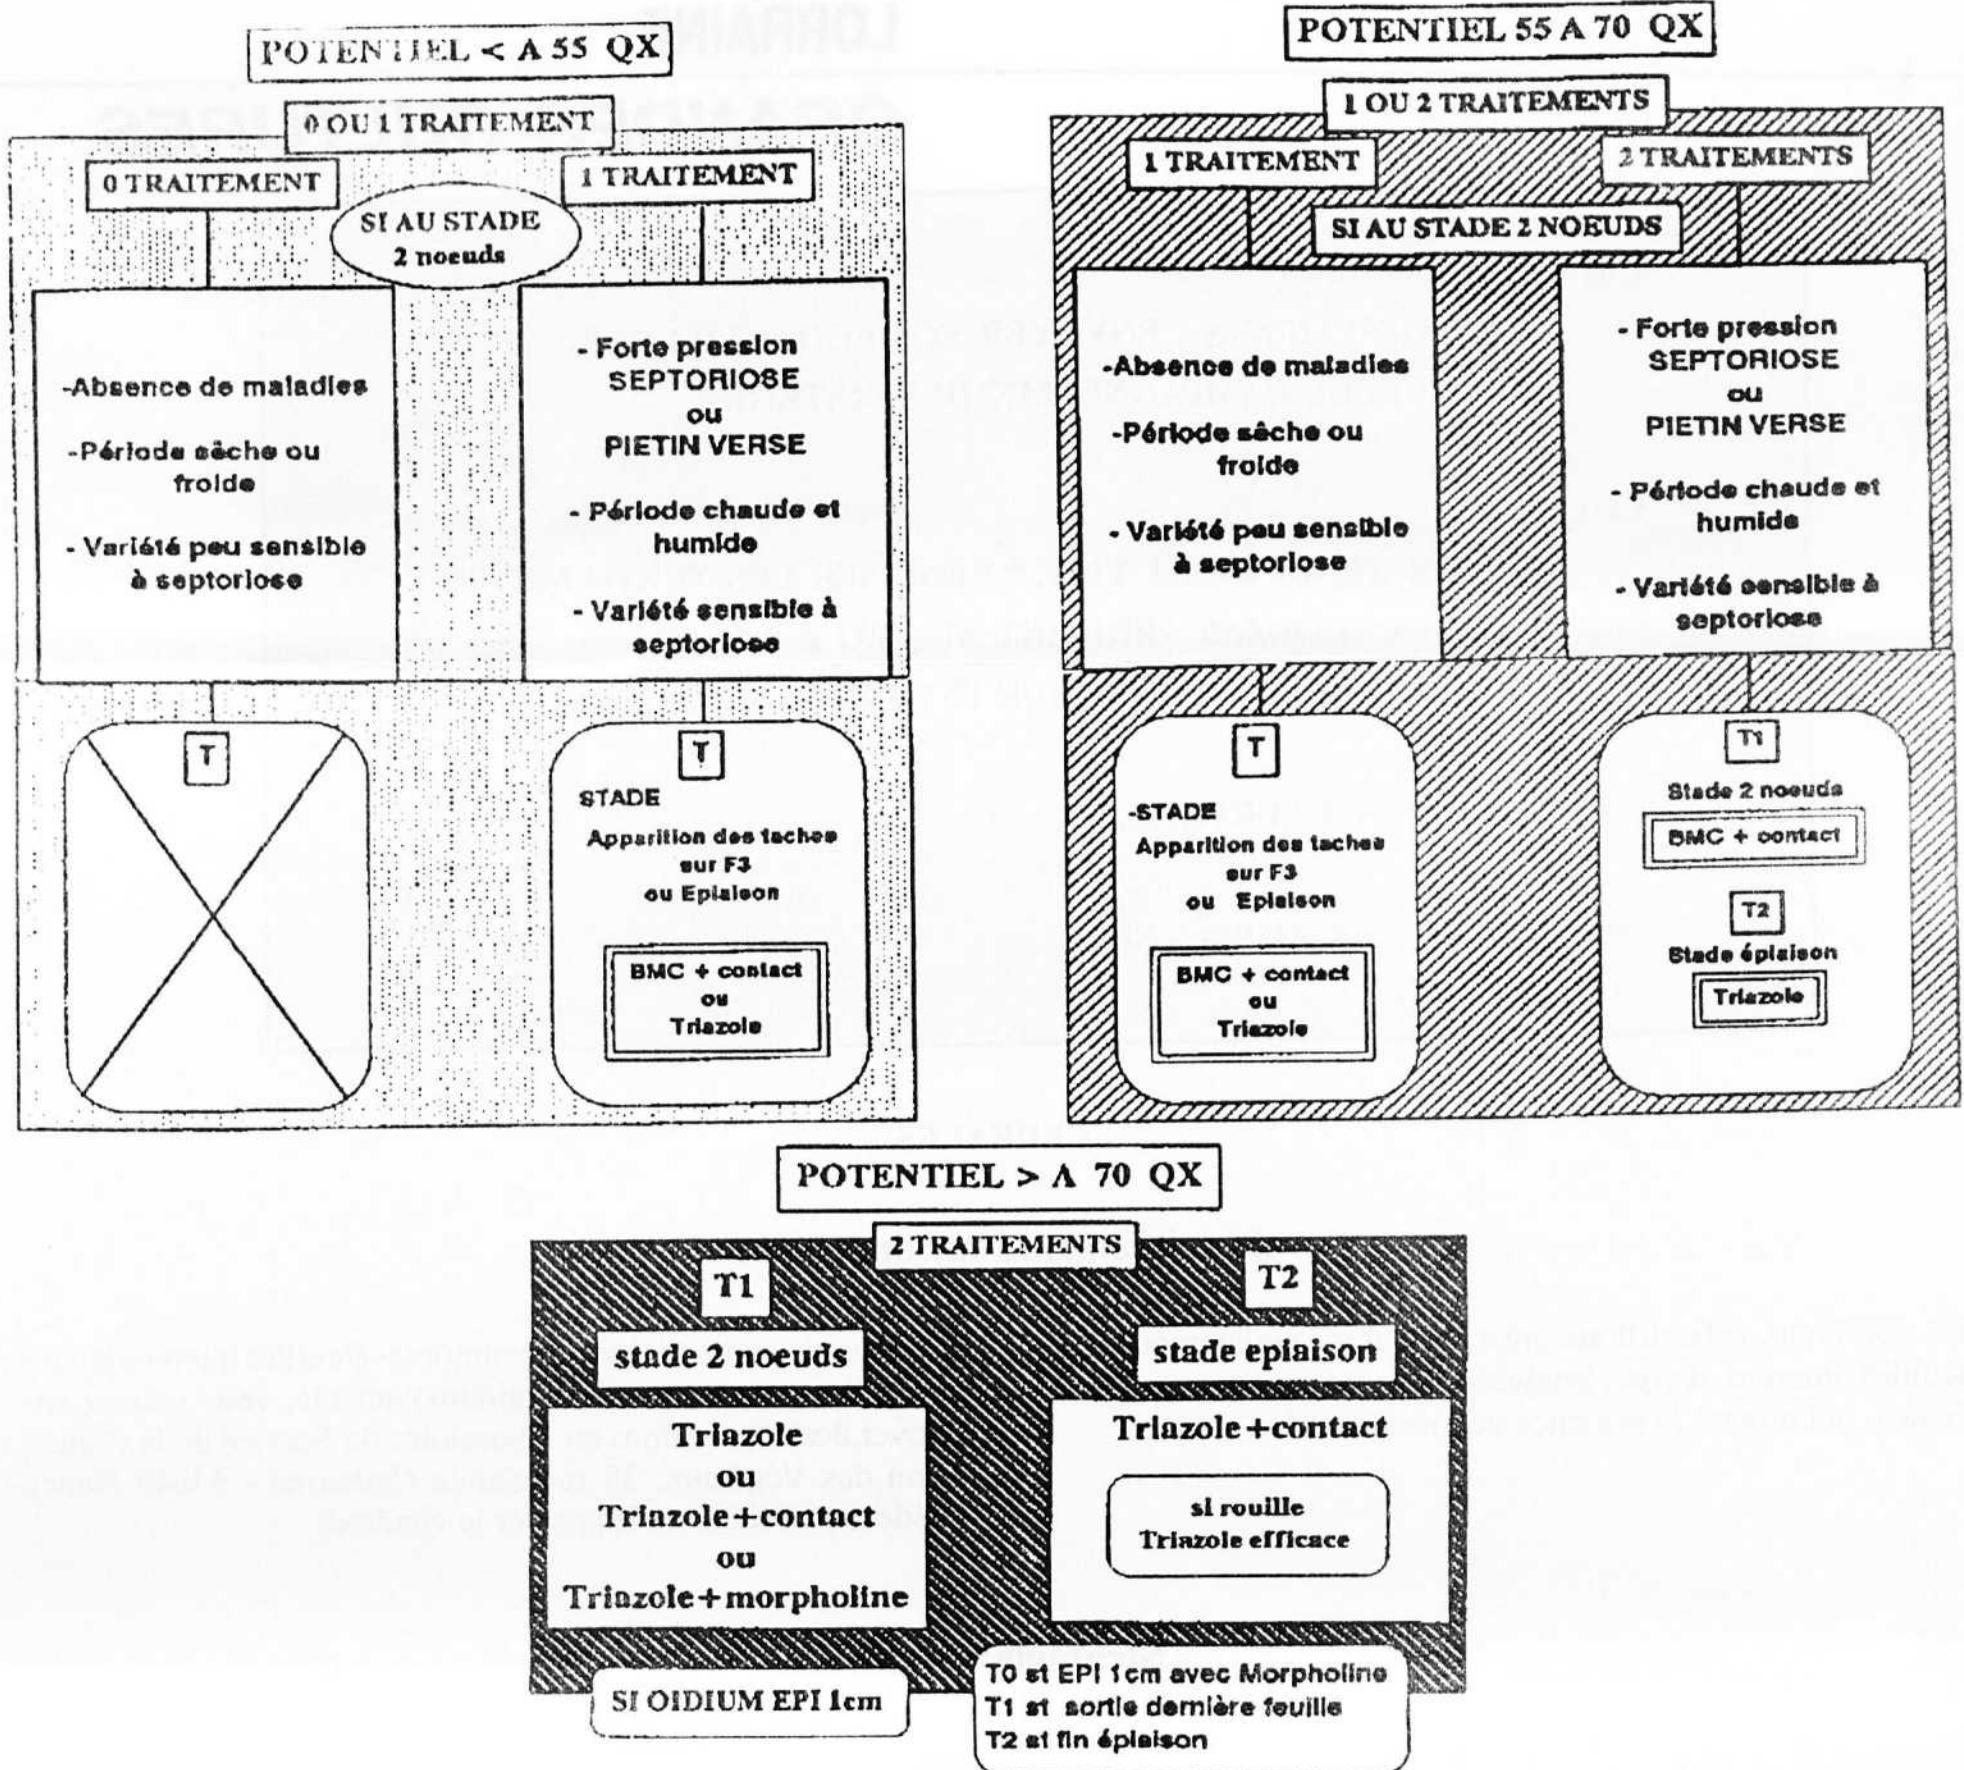 POTENTIEL < A 55 QX
0 OU 1 TRAITEMENT
0 TRAITEMENT
1 TRAITEMENT
SI AU STADE
2 noeuds
-Absence de maladies
-Période sêche ou
froide
- Variété peu sensible
à septoriose
- Forte pression
SEPTORIOSE
ou
PIETIN VERSE
- Période chaude et
humide
- Variété sensible à
septoriose
T
T
STADE
Apparition des taches
sur F3
ou Epiaison
BMC + contact
ou
Triazole
POTENTIEL 55 A 70 QX
1 OU 2 TRAITEMENTS
1 TRAITEMENT
2 TRAITEMENTS
SI AU STADE 2 NOEUDS
-Absence de maladies
-Période sêche ou
froide
- Variété peu sensible
à septoriose
- Forte pression
SEPTORIOSE
ou
PIETIN VERSE
- Période chaude et
humide
- Variété sensible à
septoriose
T
-STADE
Apparition des taches
sur F3
ou Epiaison
BMC + contact
ou
Triazole
T1
Stade 2 noeuds
BMC + contact
T2
Stade épiaison
Triazole
POTENTIEL > A 70 QX
2 TRAITEMENTS
T1
stade 2 noeuds
Triazole
ou
Triazole+contact
ou
Triazole+morpholine
T2
stade epiaison
Triazole+contact
si rouille
Triazole efficace
SI OIDIUM EPI 1cm
T0 st EPI 1cm avec Morpholine
T1 st sortie dernière feuille
T2 st fin épiaison